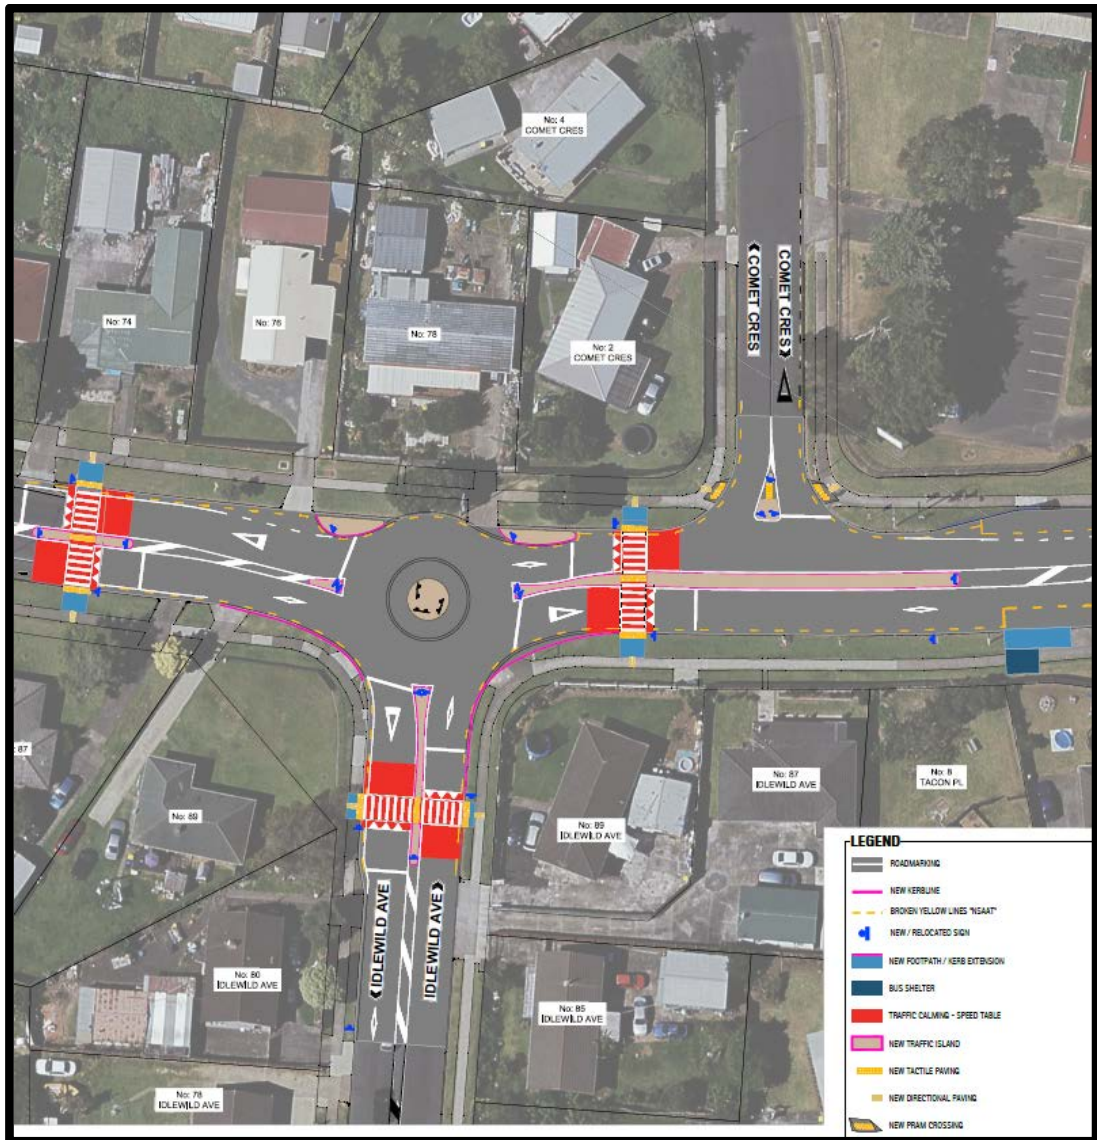 No: 4
COMET CRES
No: 74
No: 76
No: 78
No: 2
COMET CRES
COMET CRES
COMET CRES
: 87
No: 89
No: 89
IDLEWILD AVE
No: 87
IDLEWILD AVE
No: 8
TACON PL
IDLEWILD AVE
IDLEWILD AVE
No: 80
IDLEWILD AVE
No: 85
IDLEWILD AVE
No: 78
IDLEWILD AVE
LEGEND
ROADMARKING
NEW KERBLINE
BROKEN YELLOW LINES "NSAAT"
NEW / RELOCATED SIGN
NEW FOOTPATH / KERB EXTENSION
BUS SHELTER
TRAFFIC CALMING - SPEED TABLE
NEW TRAFFIC ISLAND
NEW TACTILE PAVING
NEW DIRECTIONAL PAVING
NEW PRAM CROSSING